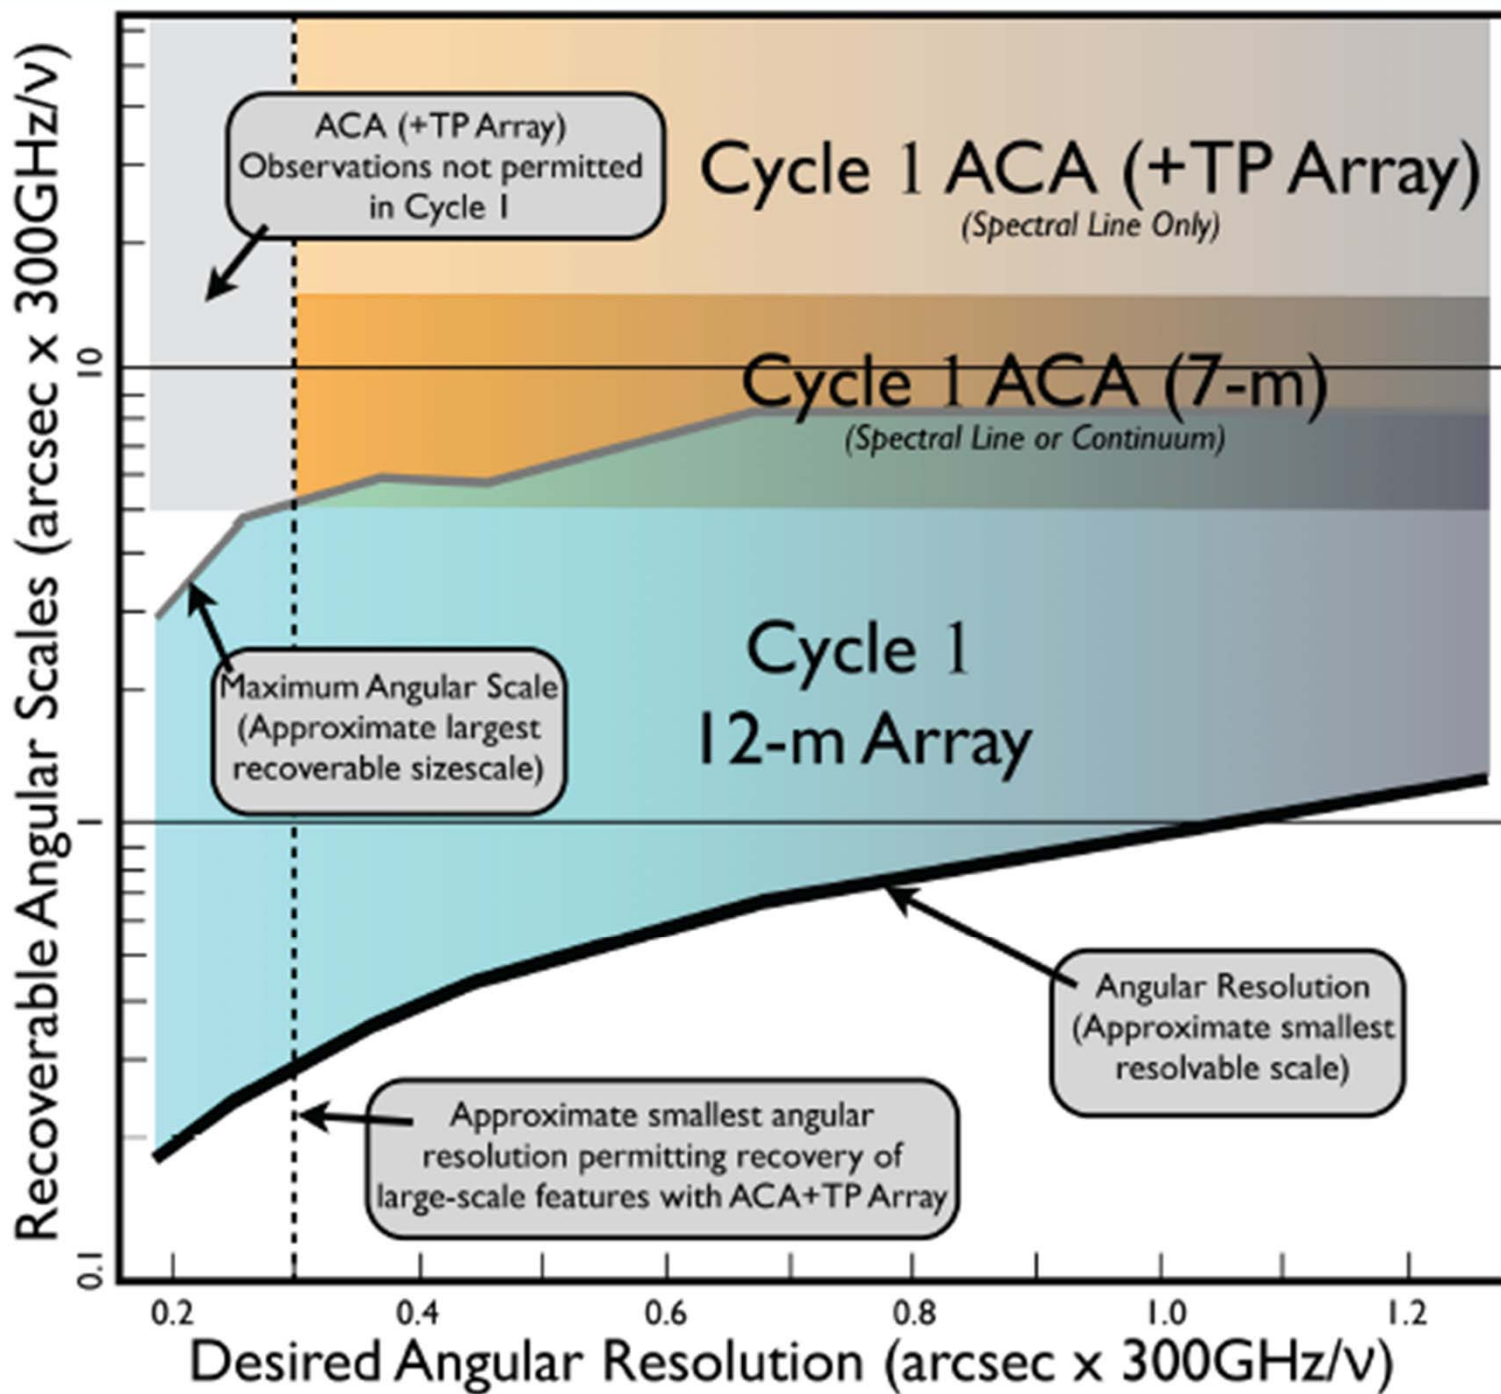 Recoverable Angular Scales (arcsec x 300GHz/ν)
10
1
0.1
ACA (+TP Array)
Observations not permitted
in Cycle 1
Cycle 1 ACA (+TP Array)
(Spectral Line Only)
Cycle 1 ACA (7-m)
(Spectral Line or Continuum)
Maximum Angular Scale
(Approximate largest
recoverable sizescale)
Cycle 1
12-m Array
Angular Resolution
(Approximate smallest
resolvable scale)
Approximate smallest angular
resolution permitting recovery of
large-scale features with ACA+TP Array
0.2 0.4 0.6 0.8 1.0 1.2
Desired Angular Resolution (arcsec x 300GHz/ν)